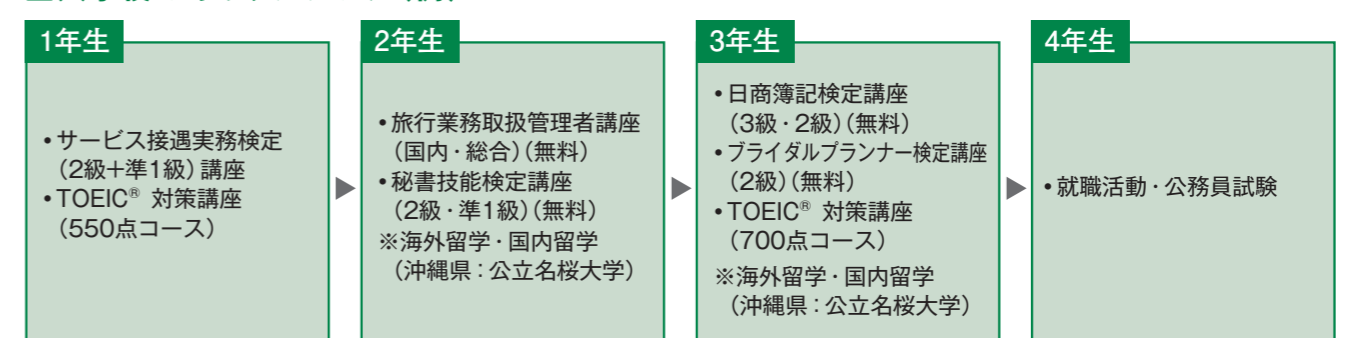 1年生
・サービス接遇実務検定
(2級+準1級)講座
・TOEIC® 対策講座
(550点コース)
2年生
・旅行業務取扱管理者講座
(国内・総合)(無料)
・秘書技能検定講座
(2級・準1級)(無料)
※海外留学・国内留学
(沖縄県:公立名桜大学)
3年生
・日商簿記検定講座
(3級・2級)(無料)
・ブライダルプランナー検定講座
(2級)(無料)
・TOEIC® 対策講座
(700点コース)
※海外留学・国内留学
(沖縄県:公立名桜大学)
4年生
・就職活動・公務員試験